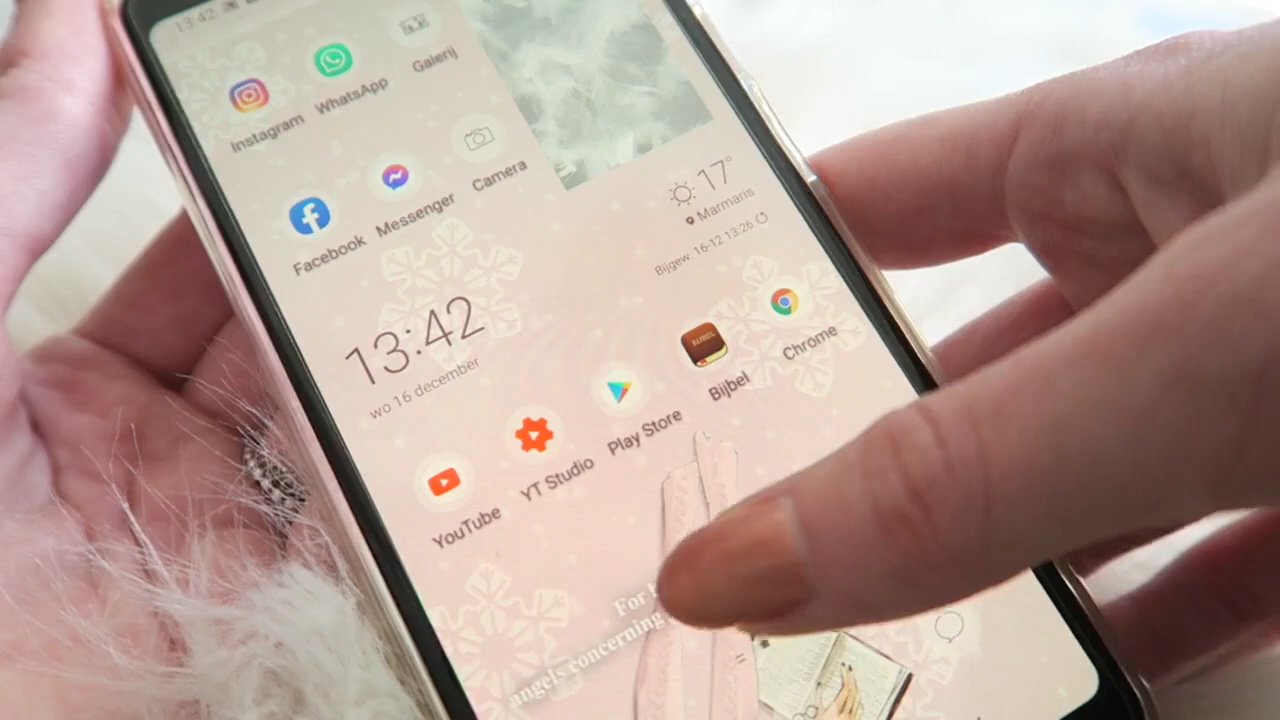 13:42
Instagram
WhatsApp
Galerij
Facebook
Messenger
Camera
17°
Marmaris
Bijgew. 16-12 13:26
13:42
wo 16 december
YouTube
YT Studio
Play Store
BIJBEL
Bijbel
Chrome
For
angels concerning